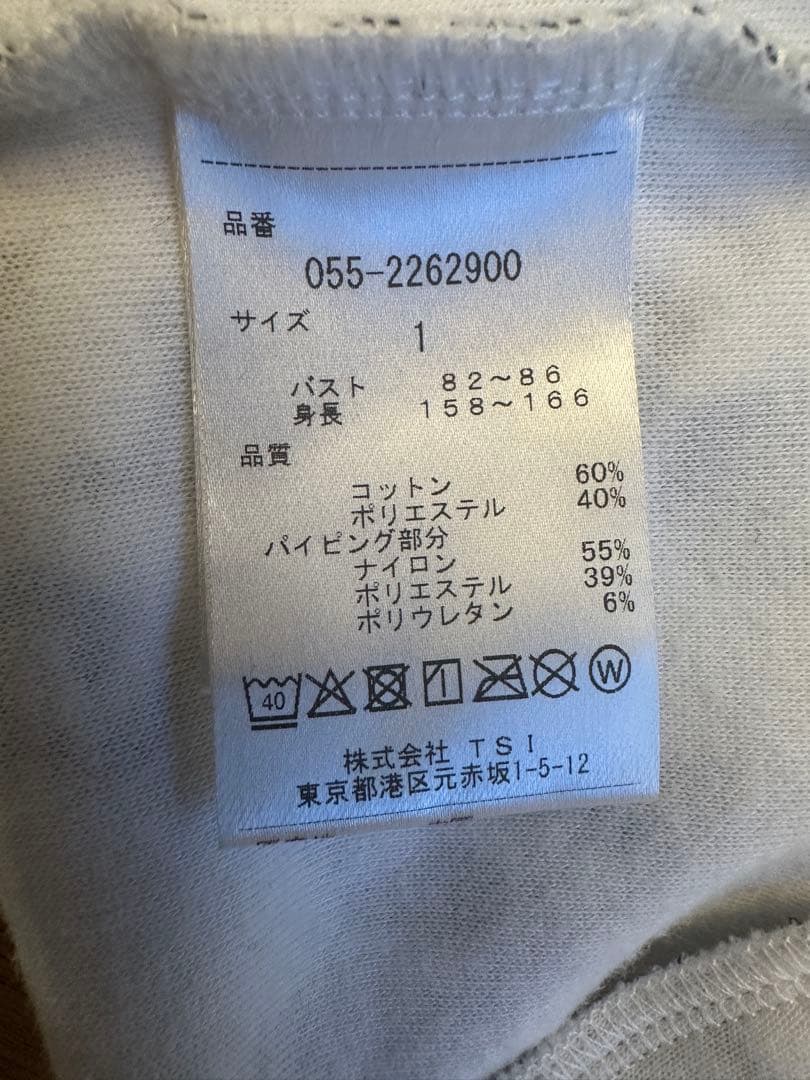 品番
055-2262900
サイズ 1
バスト 82～86
身長 158～166
品質
コットン 60%
ポリエステル 40%
パイピング部分
ナイロン 55%
ポリエステル 39%
ポリウレタン 6%
40 W
株式会社 TSI
東京都港区元赤坂1-5-12